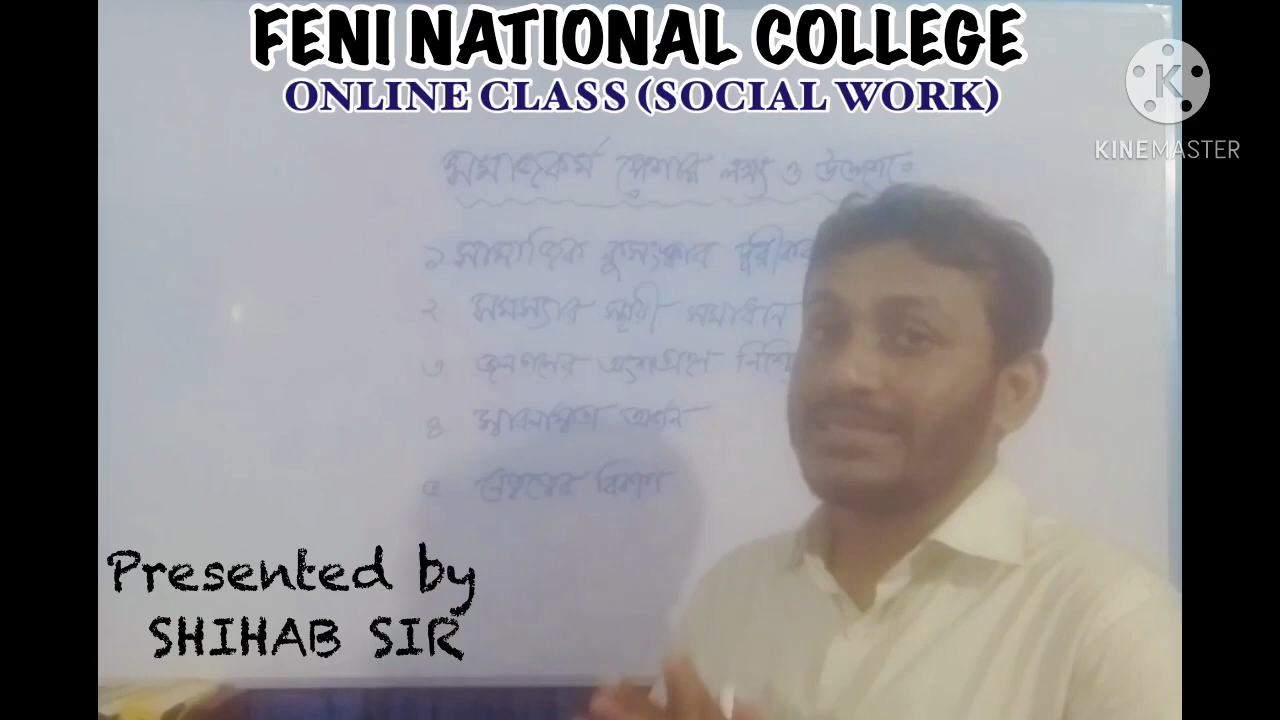 FENI NATIONAL COLLEGE
ONLINE CLASS (SOCIAL WORK)
K
KINEMASTER
সমাজকর্ম পেশার লক্ষ্য ও উদ্দেশ্যঃ
১ সামাজিক কুসংস্কার
২ সমস্যার স্থায়ী সমাধান
৩ জনগনের অংশগ্রহণ
৪ স্বাবলম্বিতা অর্জন
৫ নেতৃত্বের বিকাশ
Presented by
SHIHAB SIR